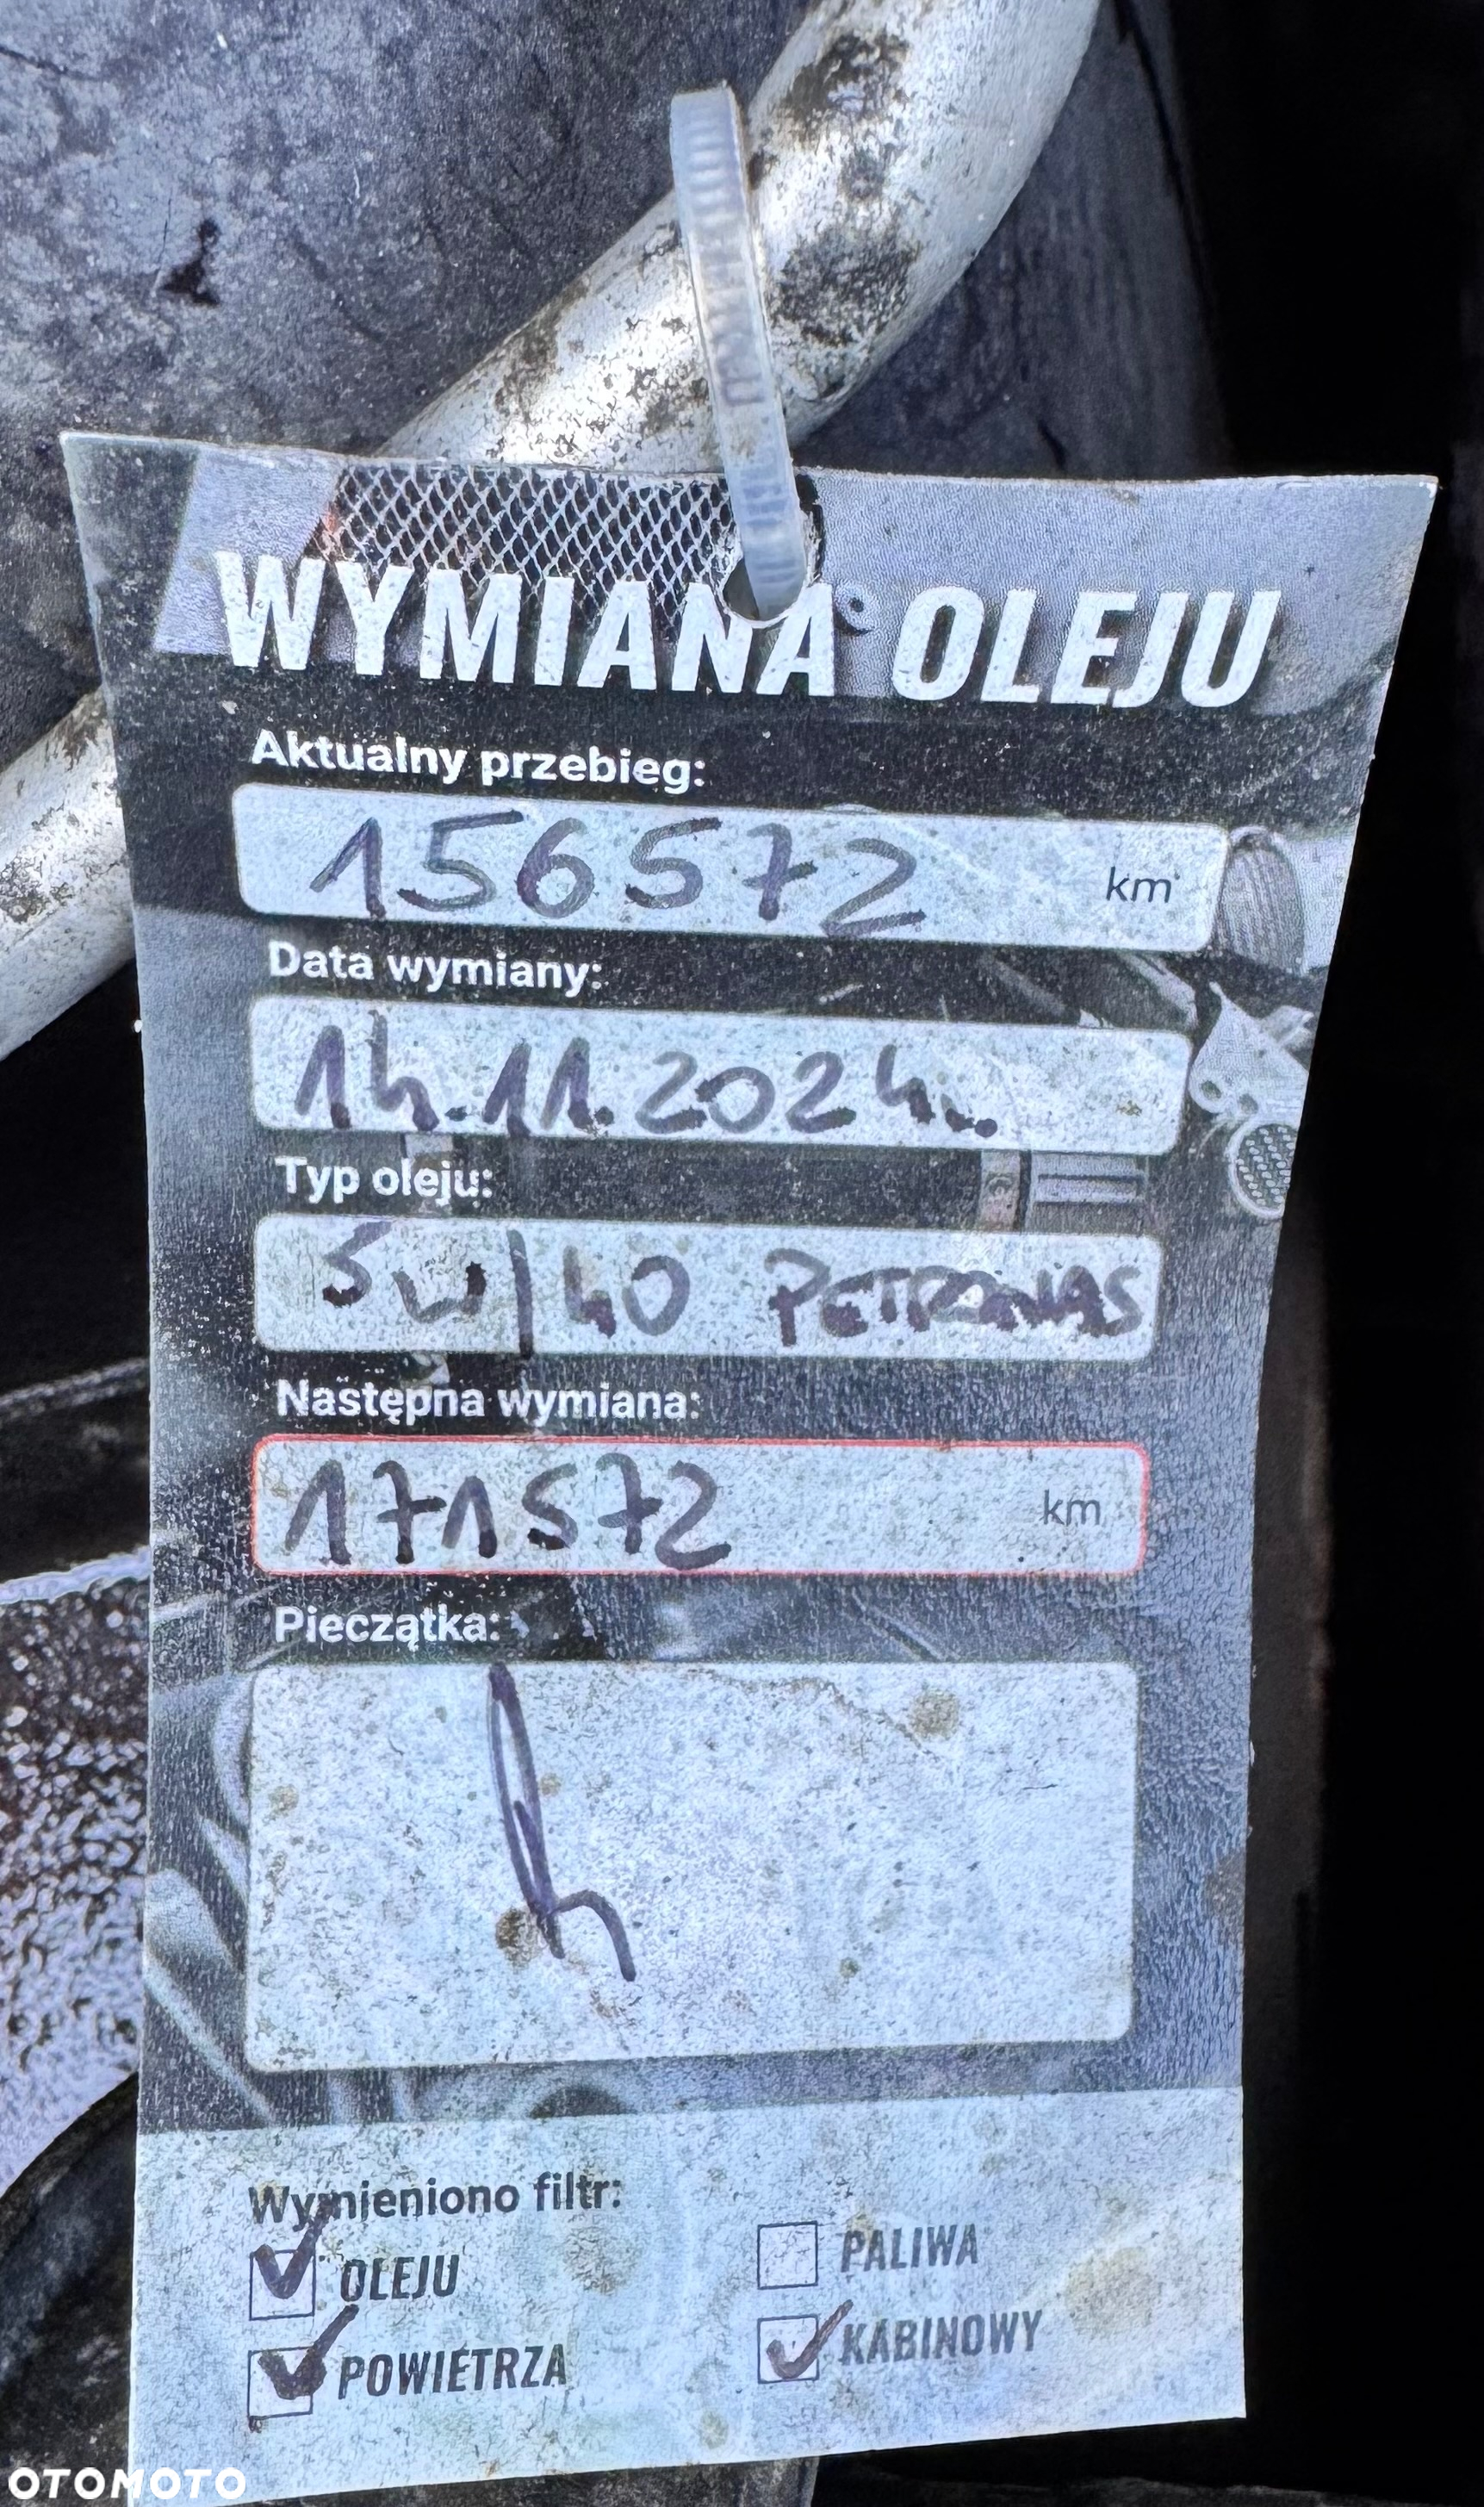 WYMIANA OLEJU
Aktualny przebieg:
156572 km
Data wymiany:
14.11.2024.
Typ oleju:
5W/40 PETRONAS
Następna wymiana:
171572 km
Pieczątka:
Wymieniono filtr:
OLEJU PALIWA
POWIETRZA KABINOWY
OTOMOTO